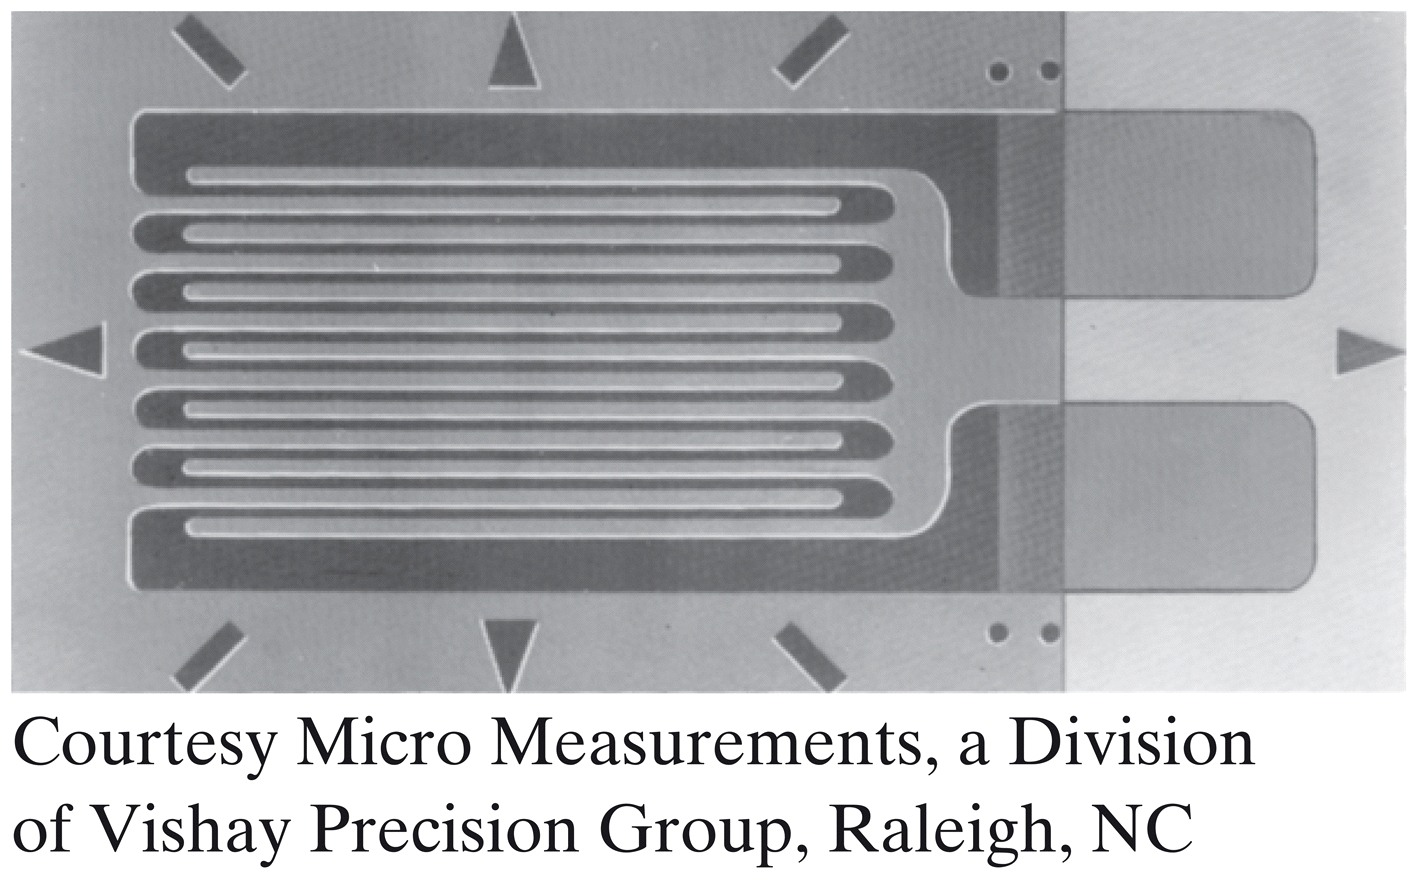 Courtesy Micro Measurements, a Division
of Vishay Precision Group, Raleigh, NC